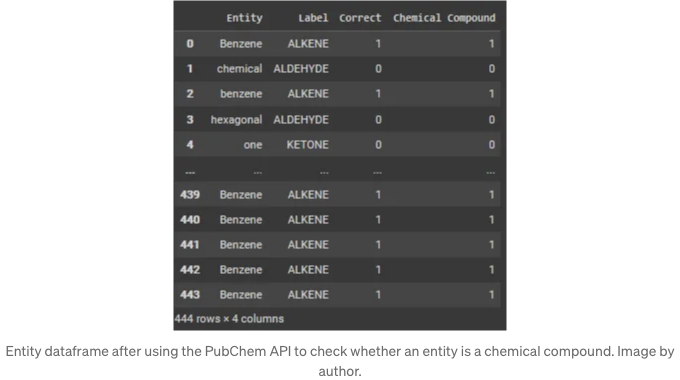 Entity Label Correct Chemical Compound
0 Benzene ALKENE 1 1
1 chemical ALDEHYDE 0 0
2 benzene ALKENE 1 1
3 hexagonal ALDEHYDE 0 0
4 one KETONE 0 0
... ... ... ... ...
439 Benzene ALKENE 1 1
440 Benzene ALKENE 1 1
441 Benzene ALKENE 1 1
442 Benzene ALKENE 1 1
443 Benzene ALKENE 1 1
444 rows × 4 columns
Entity dataframe after using the PubChem API to check whether an entity is a chemical compound. Image by
author.